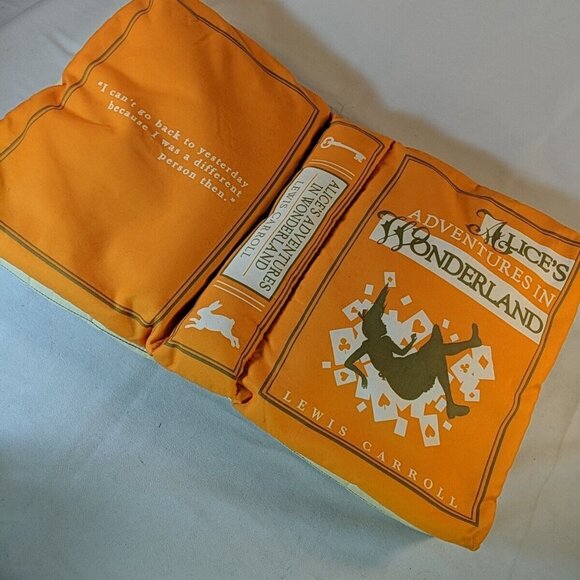 "I can't go back to yesterday
because I was a different
person then."
ALICE'S ADVENTURES
IN WONDERLAND
LEWIS CARROLL
ALICE'S
ADVENTURES IN
WONDERLAND
LEWIS CARROLL